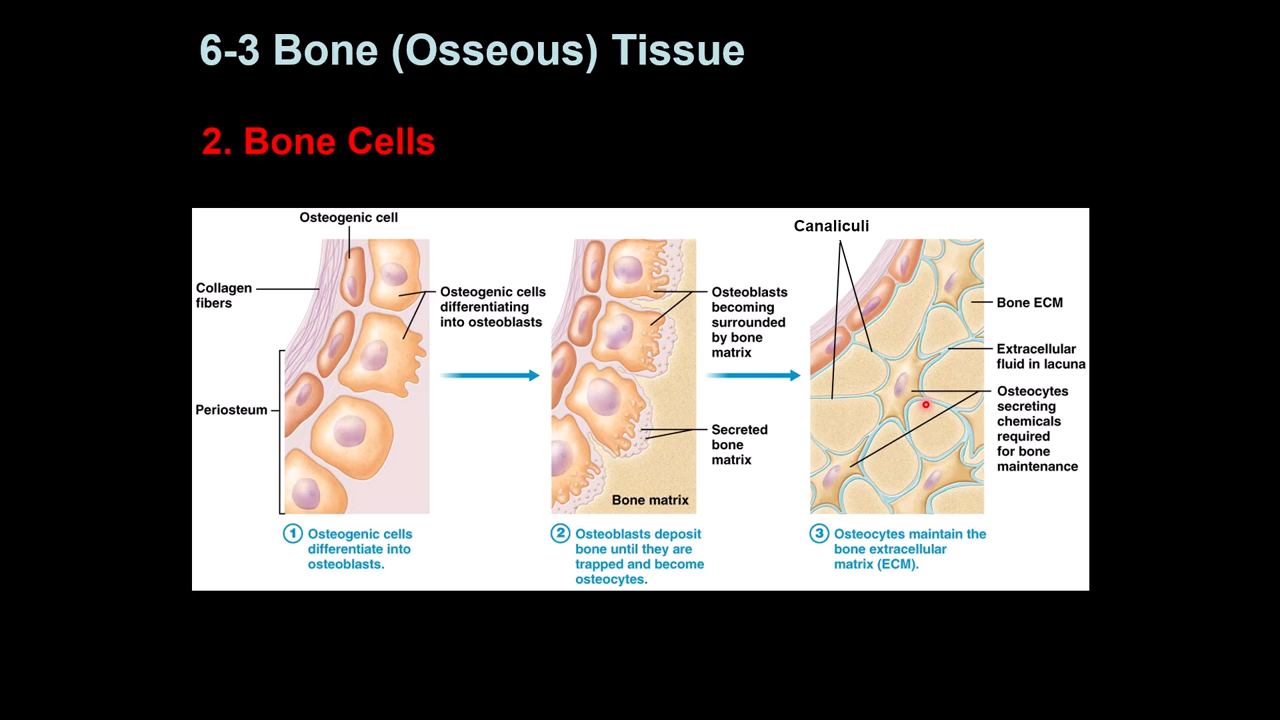 6-3 Bone (Osseous) Tissue
2. Bone Cells
Osteogenic cell
Collagen
fibers
Periosteum
Osteogenic cells
differentiating
into osteoblasts
1 Osteogenic cells
differentiate into
osteoblasts.
Osteoblasts
becoming
surrounded
by bone
matrix
Secreted
bone
matrix
Bone matrix
2 Osteoblasts deposit
bone until they are
trapped and become
osteocytes.
Canaliculi
Bone ECM
Extracellular
fluid in lacuna
Osteocytes
secreting
chemicals
required
for bone
maintenance
3 Osteocytes maintain the
bone extracellular
matrix (ECM).